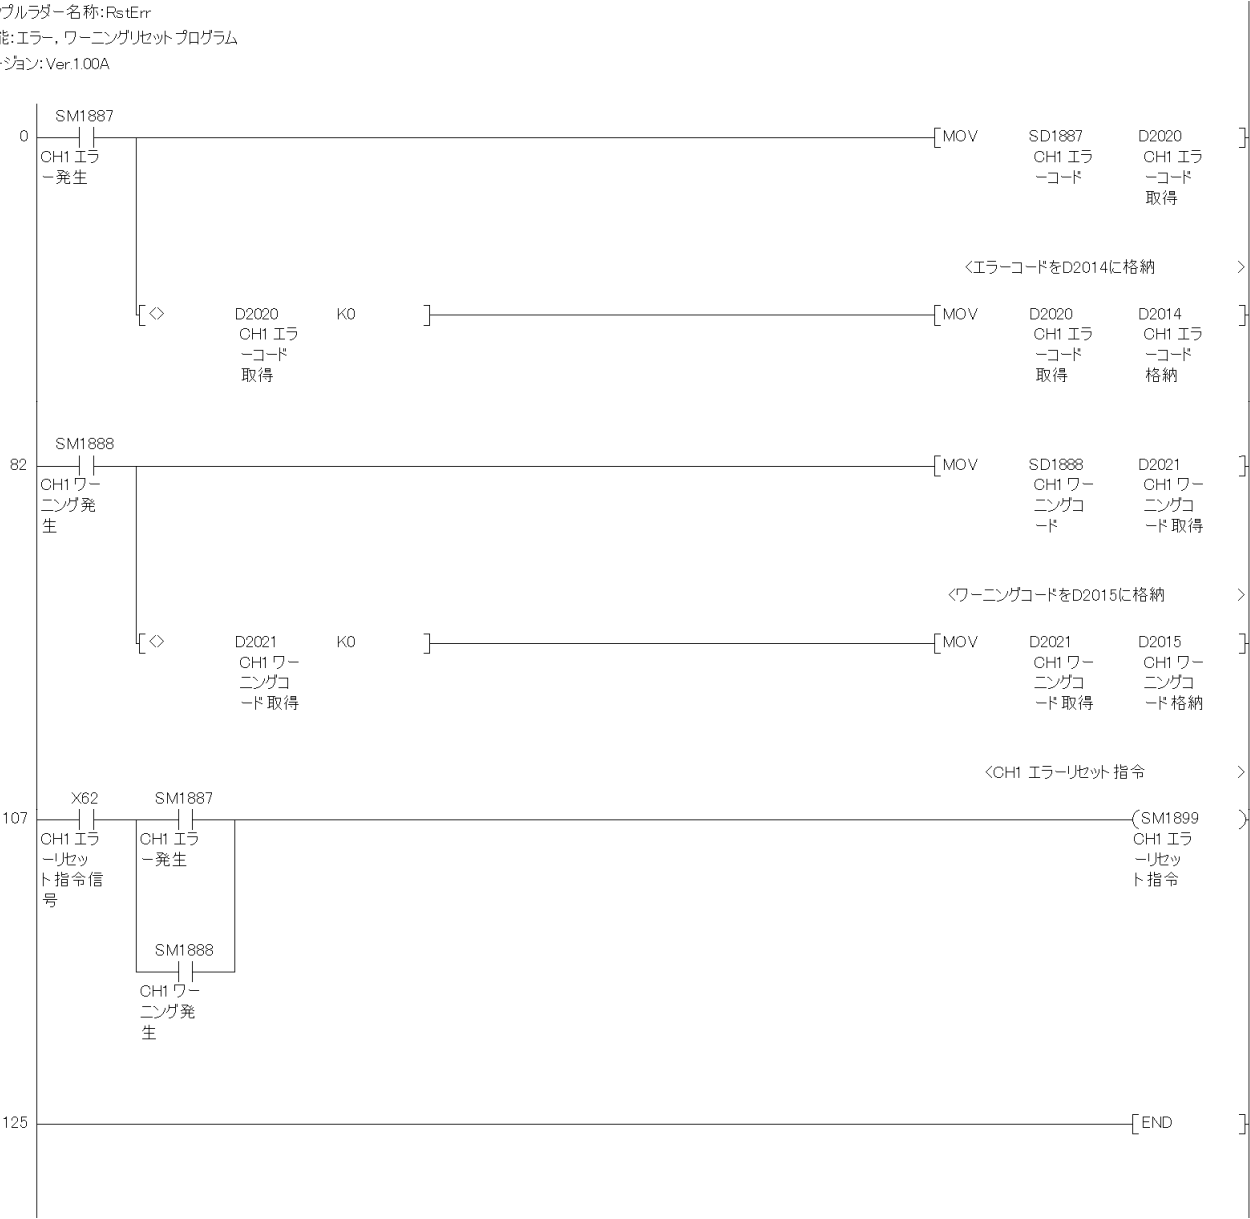 プルラダー名称:RstErr
能:エラー, ワーニングリセットプログラム
ージョン:Ver.1.00A
SM1887
0
[MOV SD1887 D2020 ]
CH1 エラ
ー発生
CH1 エラ
ーコード
CH1 エラ
ーコード
取得
<エラーコードをD2014に格納 >
[<> D2020 K0 ]
[MOV D2020 D2014 ]
CH1 エラ
ーコード
取得
CH1 エラ
ーコード
取得
CH1 エラ
ーコード
格納
SM1888
82
[MOV SD1888 D2021 ]
CH1 ワー
ニング発
生
CH1 ワー
ニングコ
ード
CH1 ワー
ニングコ
ード取得
<ワーニングコードをD2015に格納 >
[<> D2021 K0 ]
[MOV D2021 D2015 ]
CH1 ワー
ニングコ
ード取得
CH1 ワー
ニングコ
ード取得
CH1 ワー
ニングコ
ード格納
<CH1 エラーリセット指令 >
X62 SM1887
107
(SM1899 )
CH1 エラ
ーリセッ
ト指令信
号
CH1 エラ
ー発生
CH1 エラ
ーリセッ
ト指令
SM1888
CH1 ワー
ニング発
生
125
[END ]